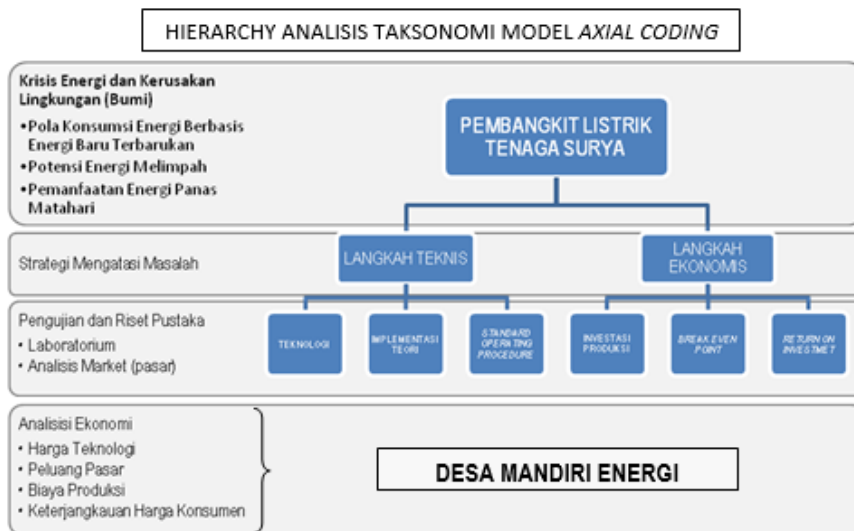 HIERARCHY ANALISIS TAKSONOMI MODEL AXIAL CODING
Krisis Energi dan Kerusakan
Lingkungan (Bumi)
•Pola Konsumsi Energi Berbasis
Energi Baru Terbarukan
•Potensi Energi Melimpah
•Pemanfaatan Energi Panas
Matahari
PEMBANGKIT LISTRIK
TENAGA SURYA
Strategi Mengatasi Masalah
LANGKAH TEKNIS
LANGKAH
EKONOMIS
Pengujian dan Riset Pustaka
• Laboratorium
• Analisis Market (pasar)
TEKNOLOGI
IMPLEMENTASI
TEORI
STANDARD
OPERATING
PROCEDURE
INVESTASI
PRODUKSI
BREAK EVEN
POINT
RETURN ON
INVESTMET
Analisisi Ekonomi
• Harga Teknologi
• Peluang Pasar
• Biaya Produksi
• Keterjangkauan Harga Konsumen
DESA MANDIRI ENERGI